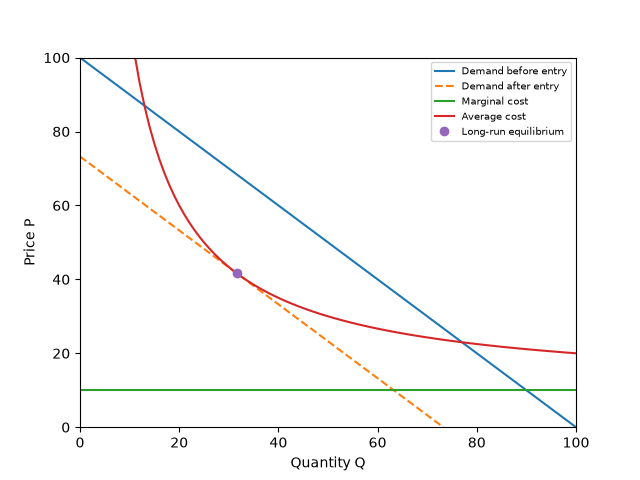 100
80
60
40
20
0
Price P
0 20 40 60 80 100
Quantity Q
Demand before entry
Demand after entry
Marginal cost
Average cost
Long-run equilibrium